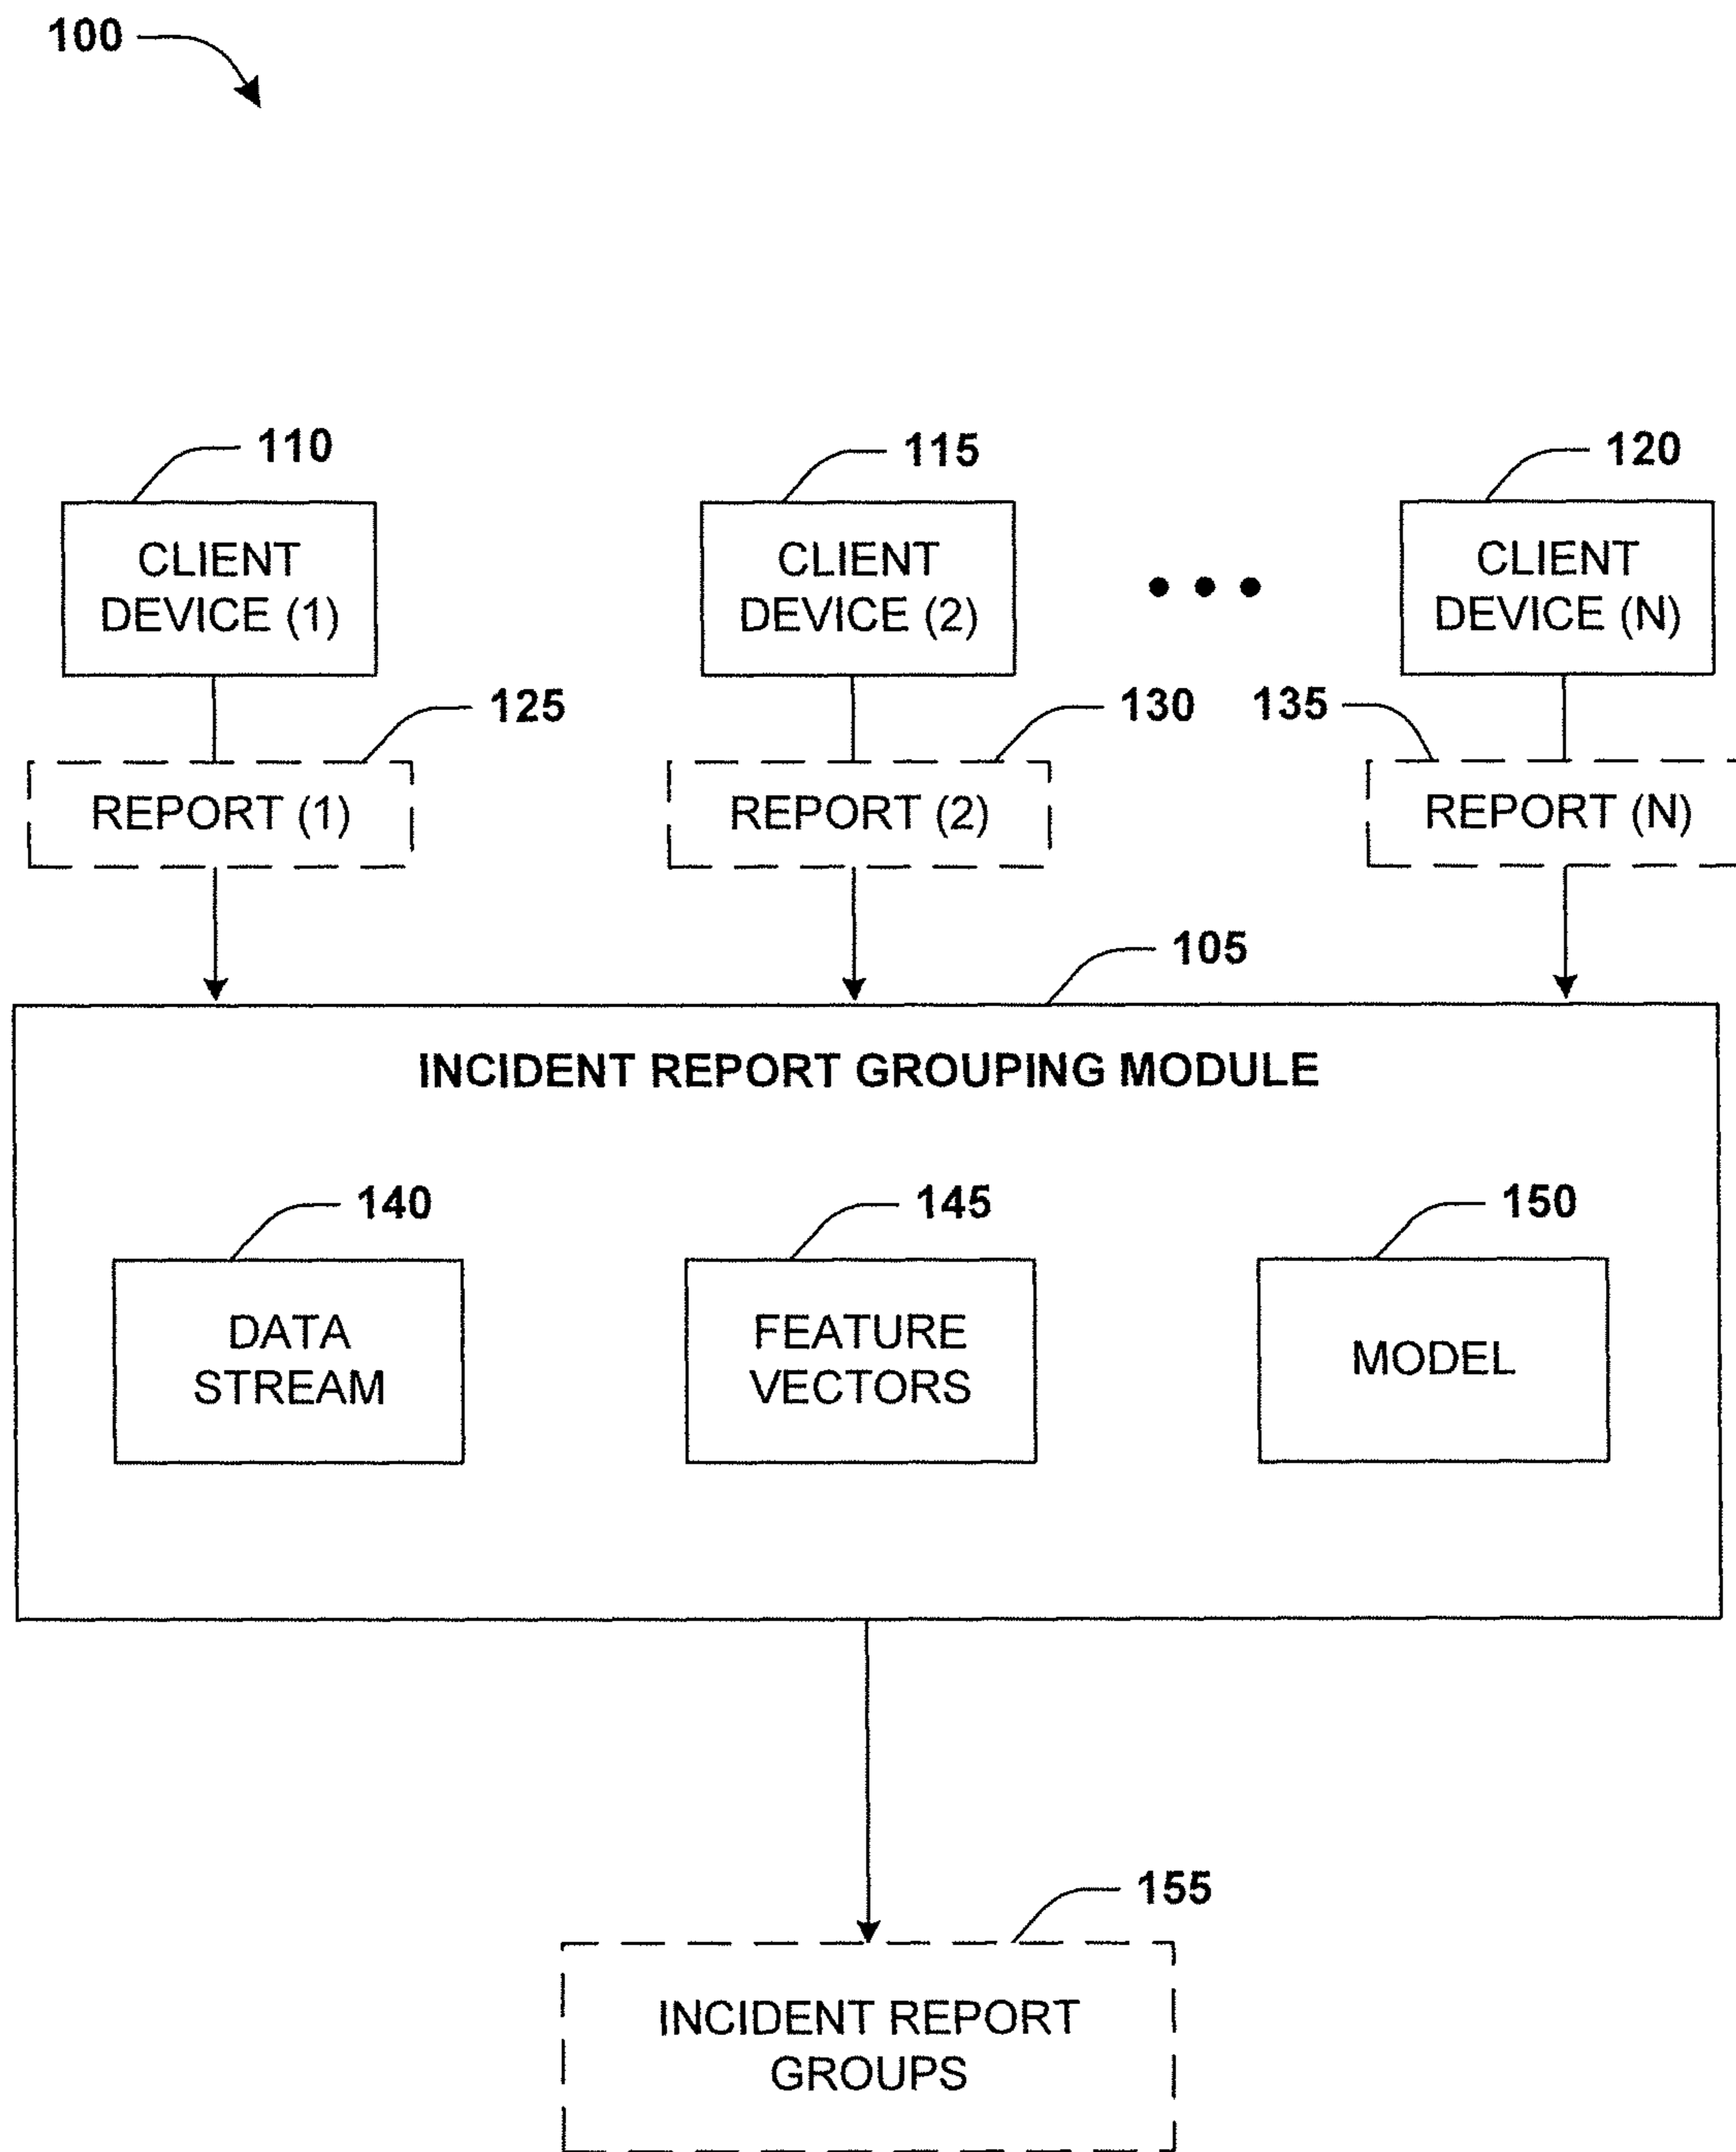 100
110
115
120
CLIENT
DEVICE (1)
CLIENT
DEVICE (2)
CLIENT
DEVICE (N)
125
130
135
REPORT (1)
REPORT (2)
REPORT (N)
105
INCIDENT REPORT GROUPING MODULE
140
145
150
DATA
STREAM
FEATURE
VECTORS
MODEL
155
INCIDENT REPORT
GROUPS